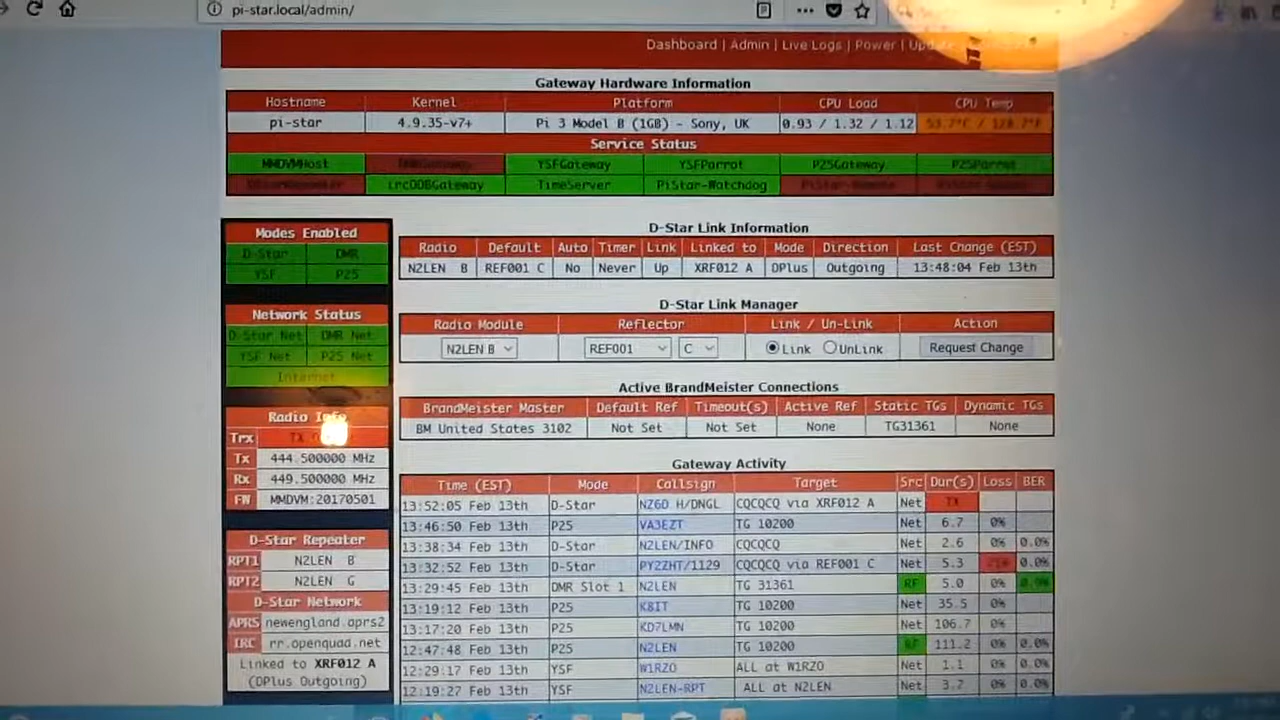 pi-star.local/admin/
Dashboard | Admin | Live Logs | Power |
Gateway Hardware Information
Hostname Kernel Platform CPU Load CPU Temp
pi-star 4.9.35-v7+ Pi 3 Model B (1GB) - Sony, UK 0.93 / 1.32 / 1.12 53.7°C / 128.7°F
Service Status
MMDVMHost YSFGateway YSFParrot P25Gateway P25Parrot
ircDDBGateway TimeServer PiStar-Watchdog PiStar-Remote
Modes Enabled
D-Star DMR
YSF P25
Network Status
D-Star Net DMR Net
YSF Net P25 Net
Internet
Radio Info
Trx TX
Tx 444.500000 MHz
Rx 449.500000 MHz
FW MMDVM:20170501
D-Star Repeater
RPT1 N2LEN B
RPT2 N2LEN G
D-Star Network
APRS newengland.aprs2
IRC rr.openquad.net
Linked to XRF012 A
(DPlus Outgoing)
D-Star Link Information
Radio Default Auto Timer Link Linked to Mode Direction Last Change (EST)
N2LEN B REF001 C No Never Up XRF012 A DPlus Outgoing 13:48:04 Feb 13th
D-Star Link Manager
Radio Module Reflector Link / Un-Link Action
N2LEN B REF001 C Link UnLink Request Change
Active BrandMeister Connections
BrandMeister Master Default Ref Timeout(s) Active Ref Static TGs Dynamic TGs
BM United States 3102 Not Set Not Set None TG31361 None
Gateway Activity
Time (EST) Mode Callsign Target Src Dur(s) Loss BER
13:52:05 Feb 13th D-Star NZ6D H/DNGL CQCQCQ via XRF012 A Net TX
13:46:50 Feb 13th P25 VA3EZT TG 10200 Net 6.7 0%
13:38:34 Feb 13th D-Star N2LEN/INFO CQCQCQ Net 2.6 0% 0.0%
13:32:52 Feb 13th D-Star PY2ZHT/1129 CQCQCQ via REF001 C Net 5.3 0.0%
13:29:45 Feb 13th DMR Slot 1 N2LEN TG 31361 RF 5.0 0% 0.0%
13:19:12 Feb 13th P25 K8IT TG 10200 Net 35.5 0%
13:17:20 Feb 13th P25 KD7LMN TG 10200 Net 106.7 0%
12:47:48 Feb 13th P25 N2LEN TG 10200 RF 111.2 0% 0.0%
12:29:17 Feb 13th YSF W1RZO ALL at W1RZO Net 1.1 0% 0.0%
12:19:27 Feb 13th YSF N2LEN-RPT ALL at N2LEN Net 3.7 0% 0.0%